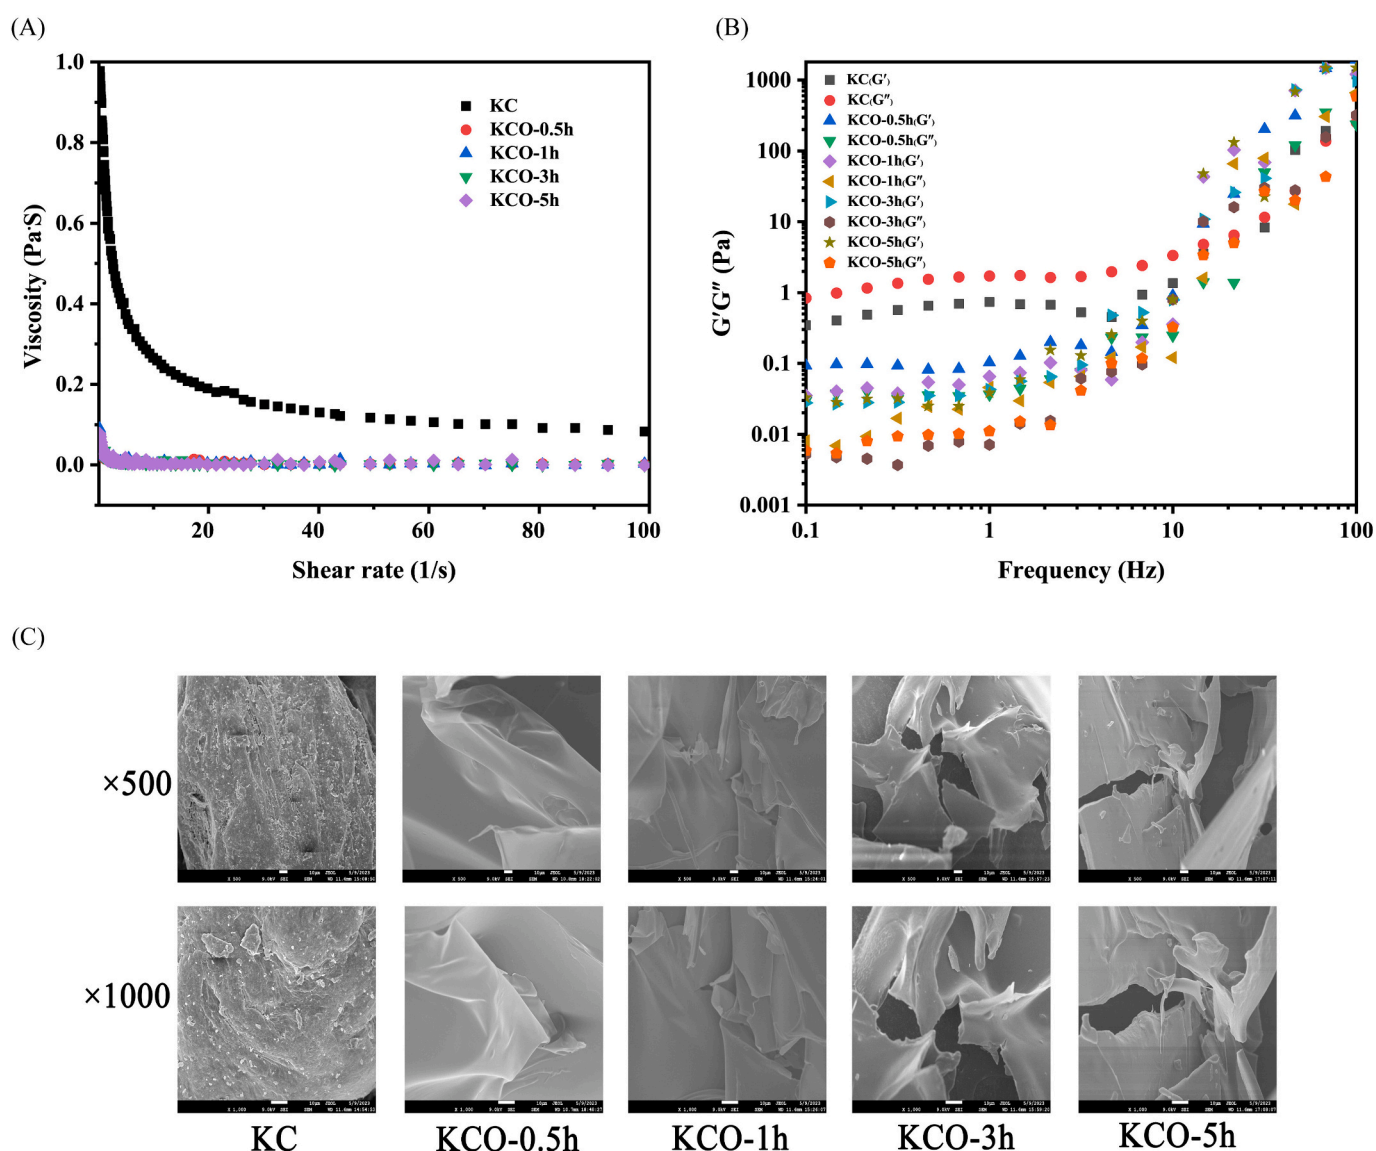 (A)
(B)
1.0
0.8
0.6
0.4
0.2
0.0
Viscosity (Pa·S)
KC
KCO-0.5h
KCO-1h
KCO-3h
KCO-5h
20
40
60
80
100
Shear rate (1/s)
1000
100
10
1
0.1
0.01
0.001
G'G″ (Pa)
KC(G')
KC(G″)
KCO-0.5h(G')
KCO-0.5h(G″)
KCO-1h(G')
KCO-1h(G″)
KCO-3h(G')
KCO-3h(G″)
KCO-5h(G')
KCO-5h(G″)
0.1
1
10
100
Frequency (Hz)
(C)
×500
×1000
KC
KCO-0.5h
KCO-1h
KCO-3h
KCO-5h